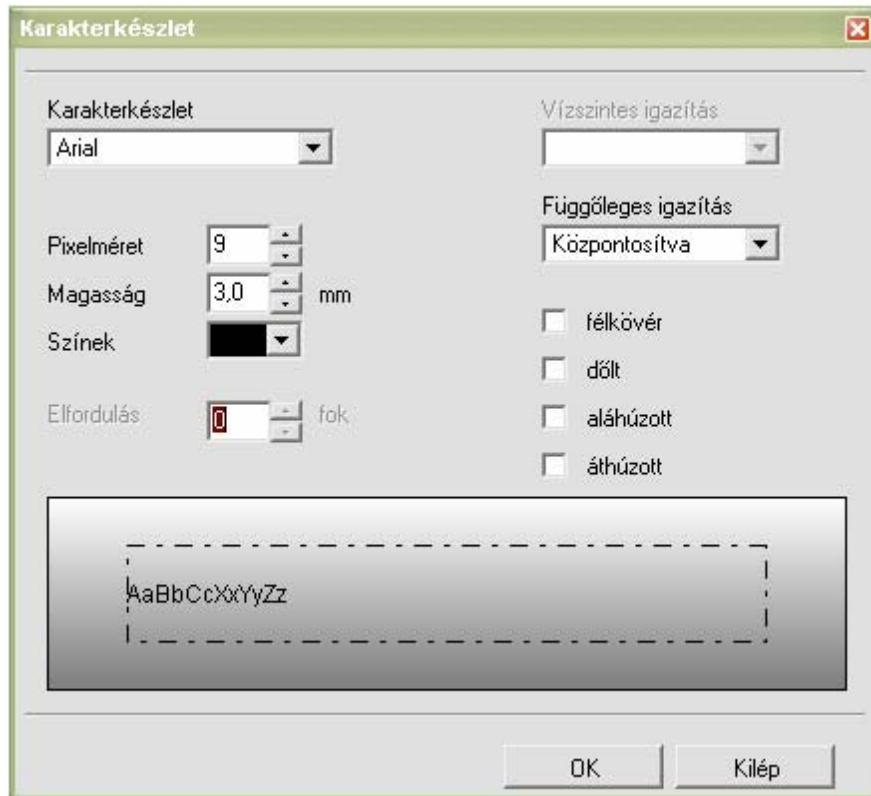 Karakterkészlet
Karakterkészlet
Arial
Vízszintes igazítás
Függőleges igazítás
Központosítva
Pixelméret 9
Magasság 3,0 mm
Színek
Elfordulás 0 fok
félkövér
dőlt
aláhúzott
áthúzott
AaBbCcXxYyZz
OK
Kilép